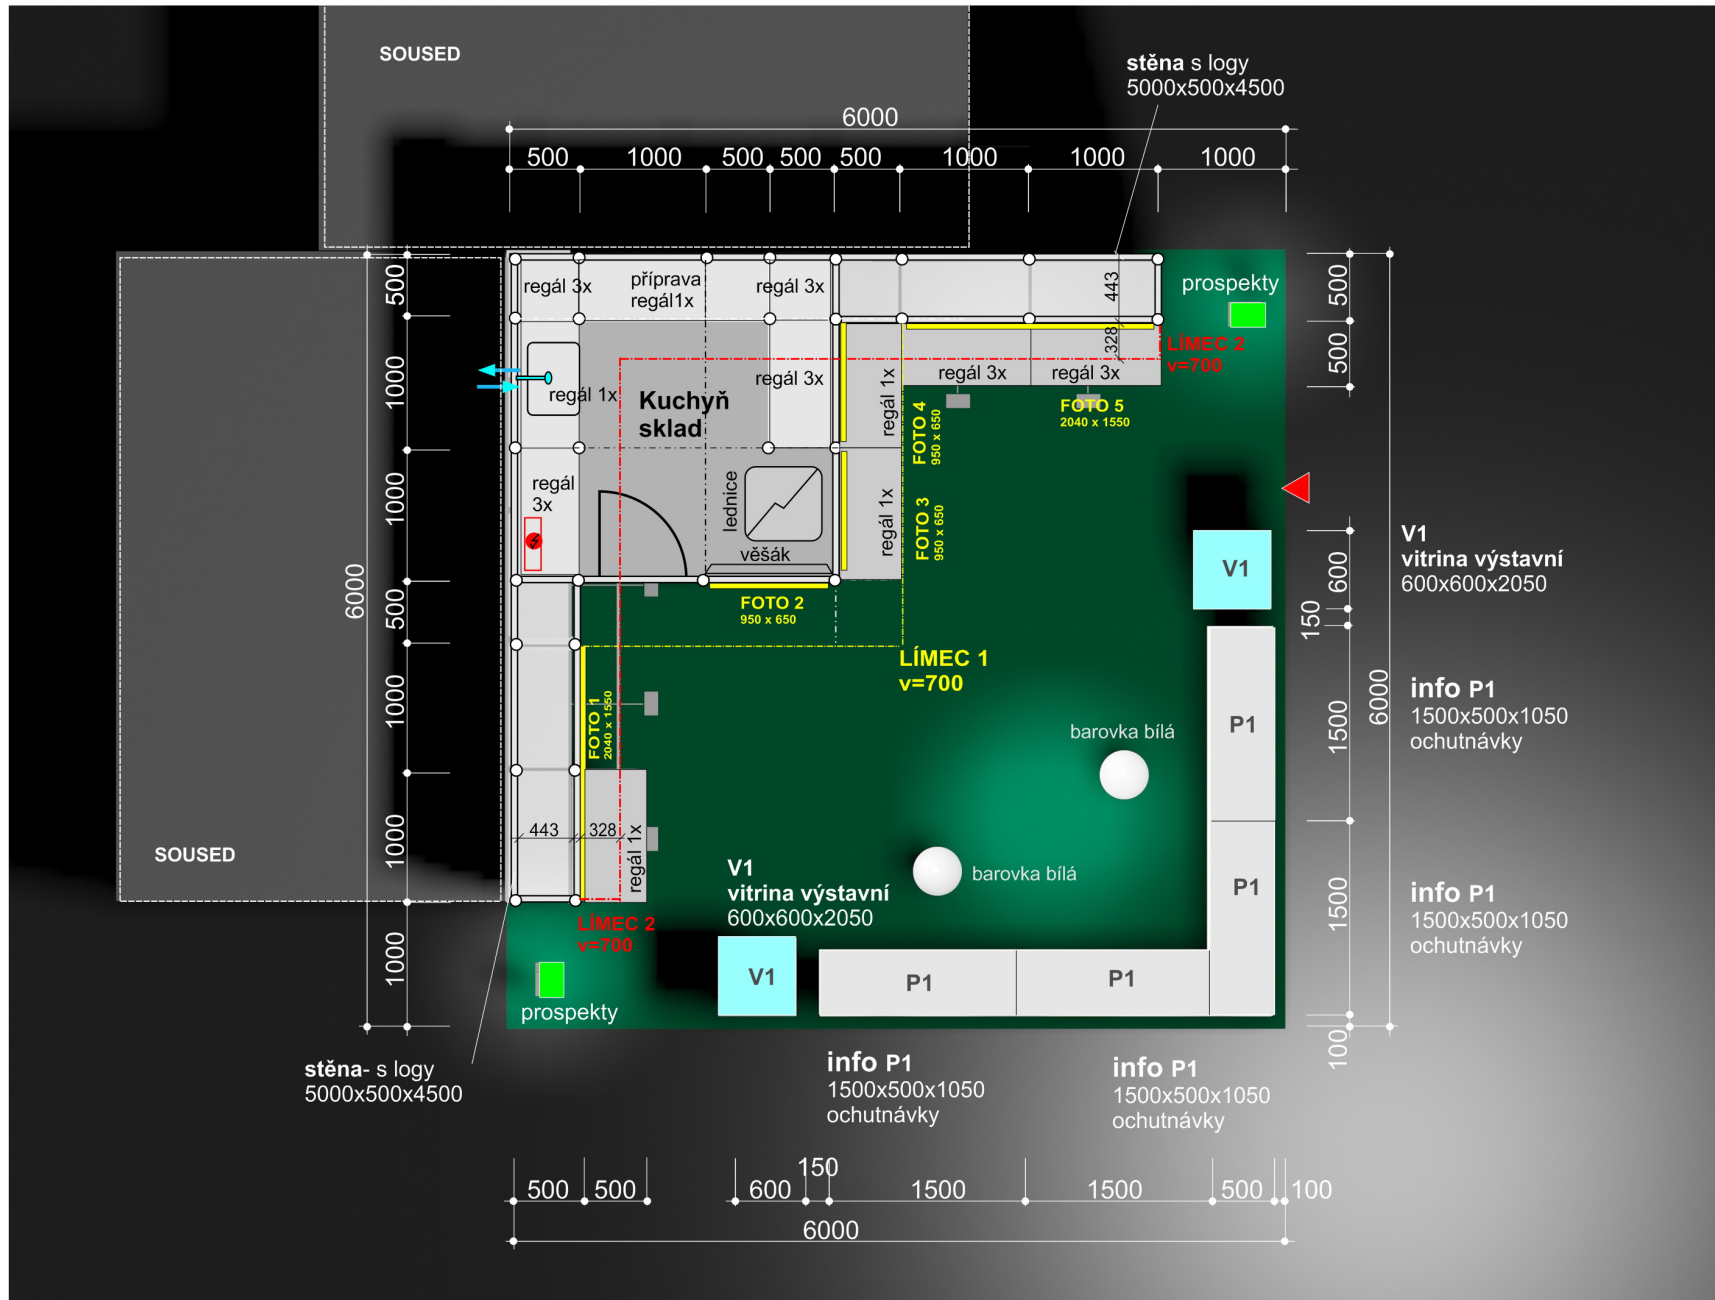 SOUSED
stěna s logy
5000x500x4500
6000
500 1000 500 500 500 1000 1000 1000
500
1000
1000
500
1000
1000
1000
6000
regál 3x
příprava
regál1x
regál 3x
443
328
prospekty
500
500
LÍMEC 2
v=700
regál 1x
Kuchyň
sklad
regál 3x
regál 1x
regál 3x
regál 3x
FOTO 4
950 x 650
FOTO 5
2040 x 1550
regál
3x
lednice
věšák
regál 1x
FOTO 3
950 x 650
FOTO 2
950 x 650
V1
V1
vitrina výstavní
600x600x2050
600
150
1500
1500
100
6000
LÍMEC 1
v=700
FOTO 1
2040 x 1550
info P1
1500x500x1050
ochutnávky
P1
barovka bílá
443
328
regál 1x
SOUSED
V1
vitrina výstavní
600x600x2050
barovka bílá
P1
info P1
1500x500x1050
ochutnávky
LÍMEC 2
v=700
V1
P1
P1
prospekty
stěna- s logy
5000x500x4500
info P1
1500x500x1050
ochutnávky
info P1
1500x500x1050
ochutnávky
500 500 600 150 1500 1500 500 100
6000